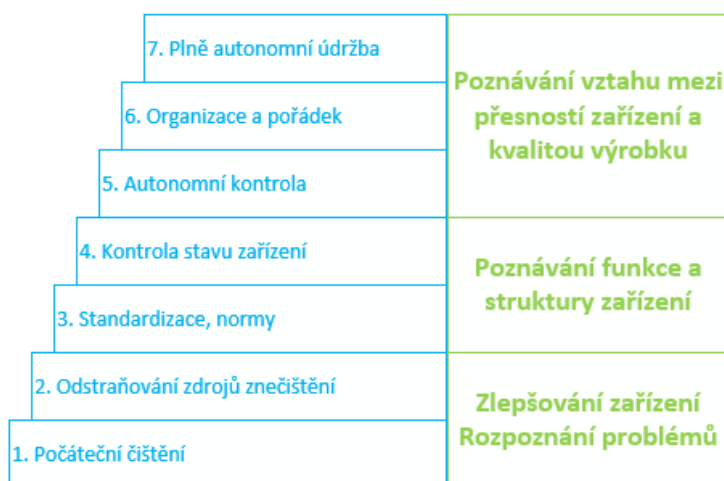 7. Plně autonomní údržba
6. Organizace a pořádek
5. Autonomní kontrola
Poznávání vztahu mezi
přesností zařízení a
kvalitou výrobku
4. Kontrola stavu zařízení
3. Standardizace, normy
Poznávání funkce a
struktury zařízení
2. Odstraňování zdrojů znečištění
1. Počáteční čištění
Zlepšování zařízení
Rozpoznání problémů